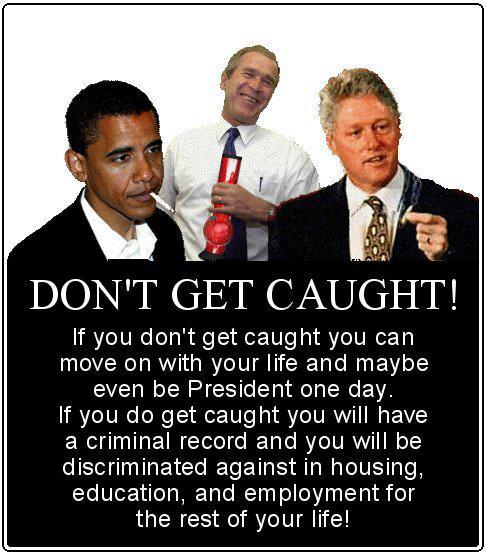 DON'T GET CAUGHT!
If you don't get caught you can
move on with your life and maybe
even be President one day.
If you do get caught you will have
a criminal record and you will be
discriminated against in housing,
education, and employment for
the rest of your life!